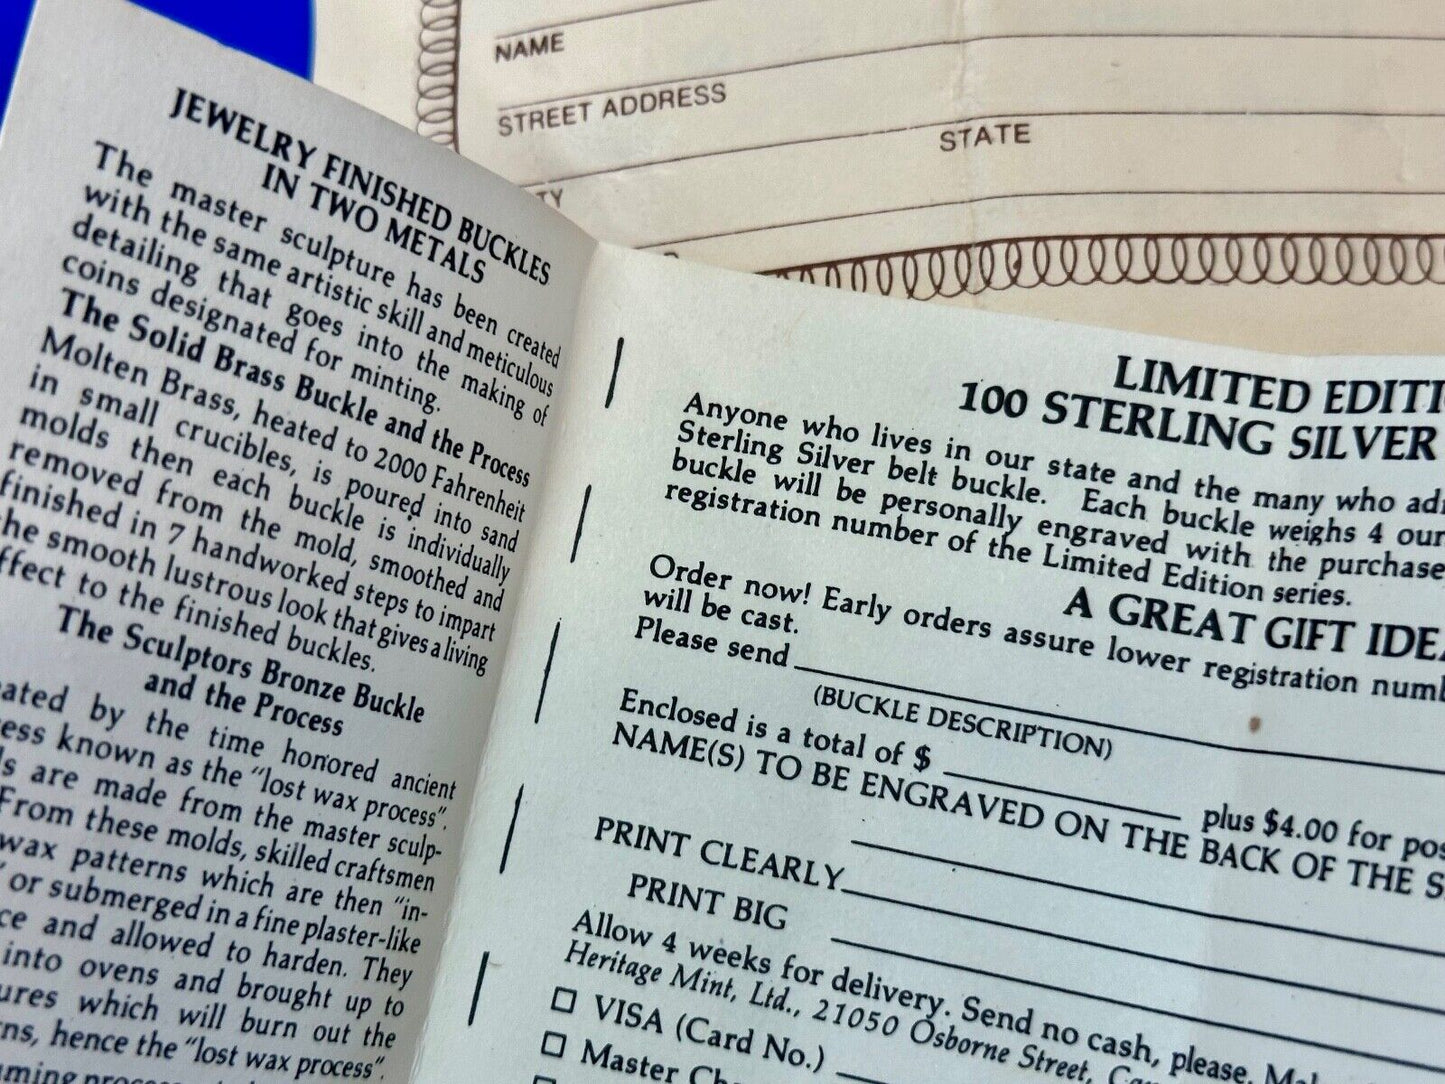 NAME
STREET ADDRESS
STATE
JEWELRY FINISHED BUCKLES
IN TWO METALS
The master sculpture has been created
with the same artistic skill and meticulous
detailing that goes into the making of
coins designated for minting.
The Solid Brass Buckle and the Process
Molten Brass, heated to 2000 Fahrenheit
in small crucibles, is poured into sand
molds then each buckle is individually
removed from the mold, smoothed and
finished in 7 handworked steps to impart
the smooth lustrous look that gives a living
ffect to the finished buckles.
The Sculptors Bronze Buckle
and the Process
ated by the time honored ancient
ess known as the "lost wax process".
s are made from the master sculp-
From these molds, skilled craftsmen
wax patterns which are then "in-
" or submerged in a fine plaster-like
ce and allowed to harden. They
into ovens and brought up to
ures which will burn out the
rns, hence the "lost wax process".
LIMITED EDITI
100 STERLING SILVER
Anyone who lives in our state and the many who ad
Sterling Silver belt buckle. Each buckle weighs 4 our
buckle will be personally engraved with the purchase
registration number of the Limited Edition series.
A GREAT GIFT IDEA
Order now! Early orders assure lower registration numb
will be cast.
Please send
(BUCKLE DESCRIPTION)
Enclosed is a total of $ plus $4.00 for pos
NAME(S) TO BE ENGRAVED ON THE BACK OF THE S
PRINT CLEARLY
PRINT BIG
Allow 4 weeks for delivery. Send no cash, please.
Heritage Mint, Ltd., 21050 Osborne Street,
VISA (Card No.)
Master